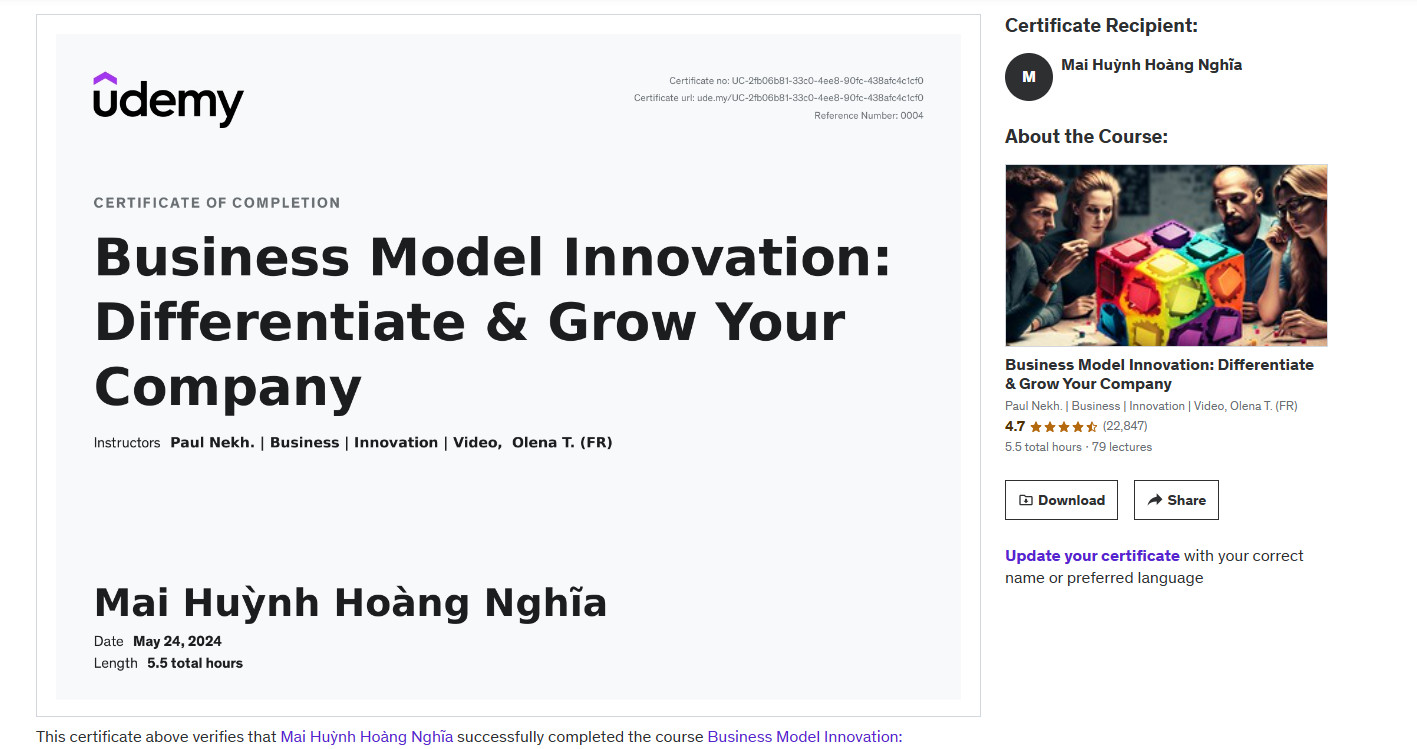 udemy
Certificate no: UC-2fb06b81-33c0-4ee8-90fc-438afc4c1cf0
Certificate url: ude.my/UC-2fb06b81-33c0-4ee8-90fc-438afc4c1cf0
Reference Number: 0004
CERTIFICATE OF COMPLETION
Business Model Innovation:
Differentiate & Grow Your
Company
Instructors Paul Nekh. | Business | Innovation | Video, Olena T. (FR)
Mai Huỳnh Hoàng Nghĩa
Date May 24, 2024
Length 5.5 total hours
This certificate above verifies that Mai Huỳnh Hoàng Nghĩa successfully completed the course Business Model Innovation:
Certificate Recipient:
M
Mai Huỳnh Hoàng Nghĩa
About the Course:
Business Model Innovation: Differentiate
& Grow Your Company
Paul Nekh. | Business | Innovation | Video, Olena T. (FR)
4.7 (22,847)
5.5 total hours · 79 lectures
Download
Share
Update your certificate with your correct
name or preferred language